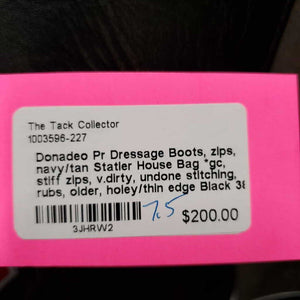 The Tack Collector
1003596-227
Donadeo Pr Dressage Boots, zips,
navy/tan Statler House Bag *gc,
stiff zips, v.dirty, undone stitching,
rubs, older, holey/thin edge Black 38
7.5
$200.00
3JHRW2